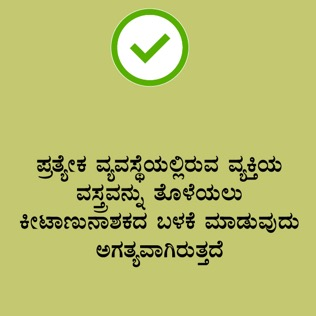 ಪ್ರತ್ಯೇಕ ವ್ಯವಸ್ಥೆಯಲ್ಲಿರುವ ವ್ಯಕ್ತಿಯ
ವಸ್ತ್ರವನ್ನು ತೊಳೆಯಲು
ಕೀಟಾಣುನಾಶಕದ ಬಳಕೆ ಮಾಡುವುದು
ಅಗತ್ಯವಾಗಿರುತ್ತದೆ